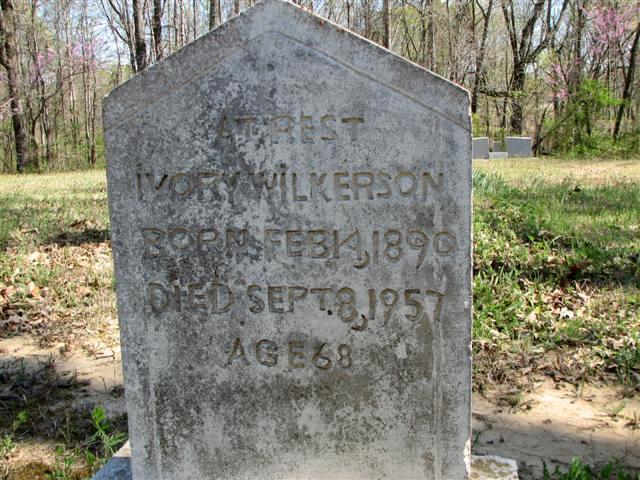 AT REST
IVORY WILKERSON
BORN FEB 14, 1890
DIED SEPT. 8, 1957
AGE 68